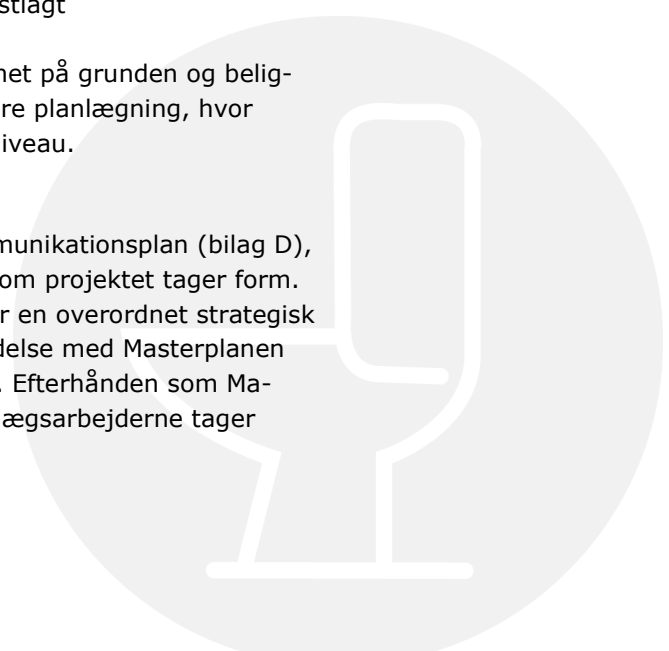 stlagt
net på grunden og belig-
re planlægning, hvor
iveau.
munikationsplan (bilag D),
om projektet tager form.
r en overordnet strategisk
delse med Masterplanen
. Efterhånden som Ma-
lægsarbejderne tager